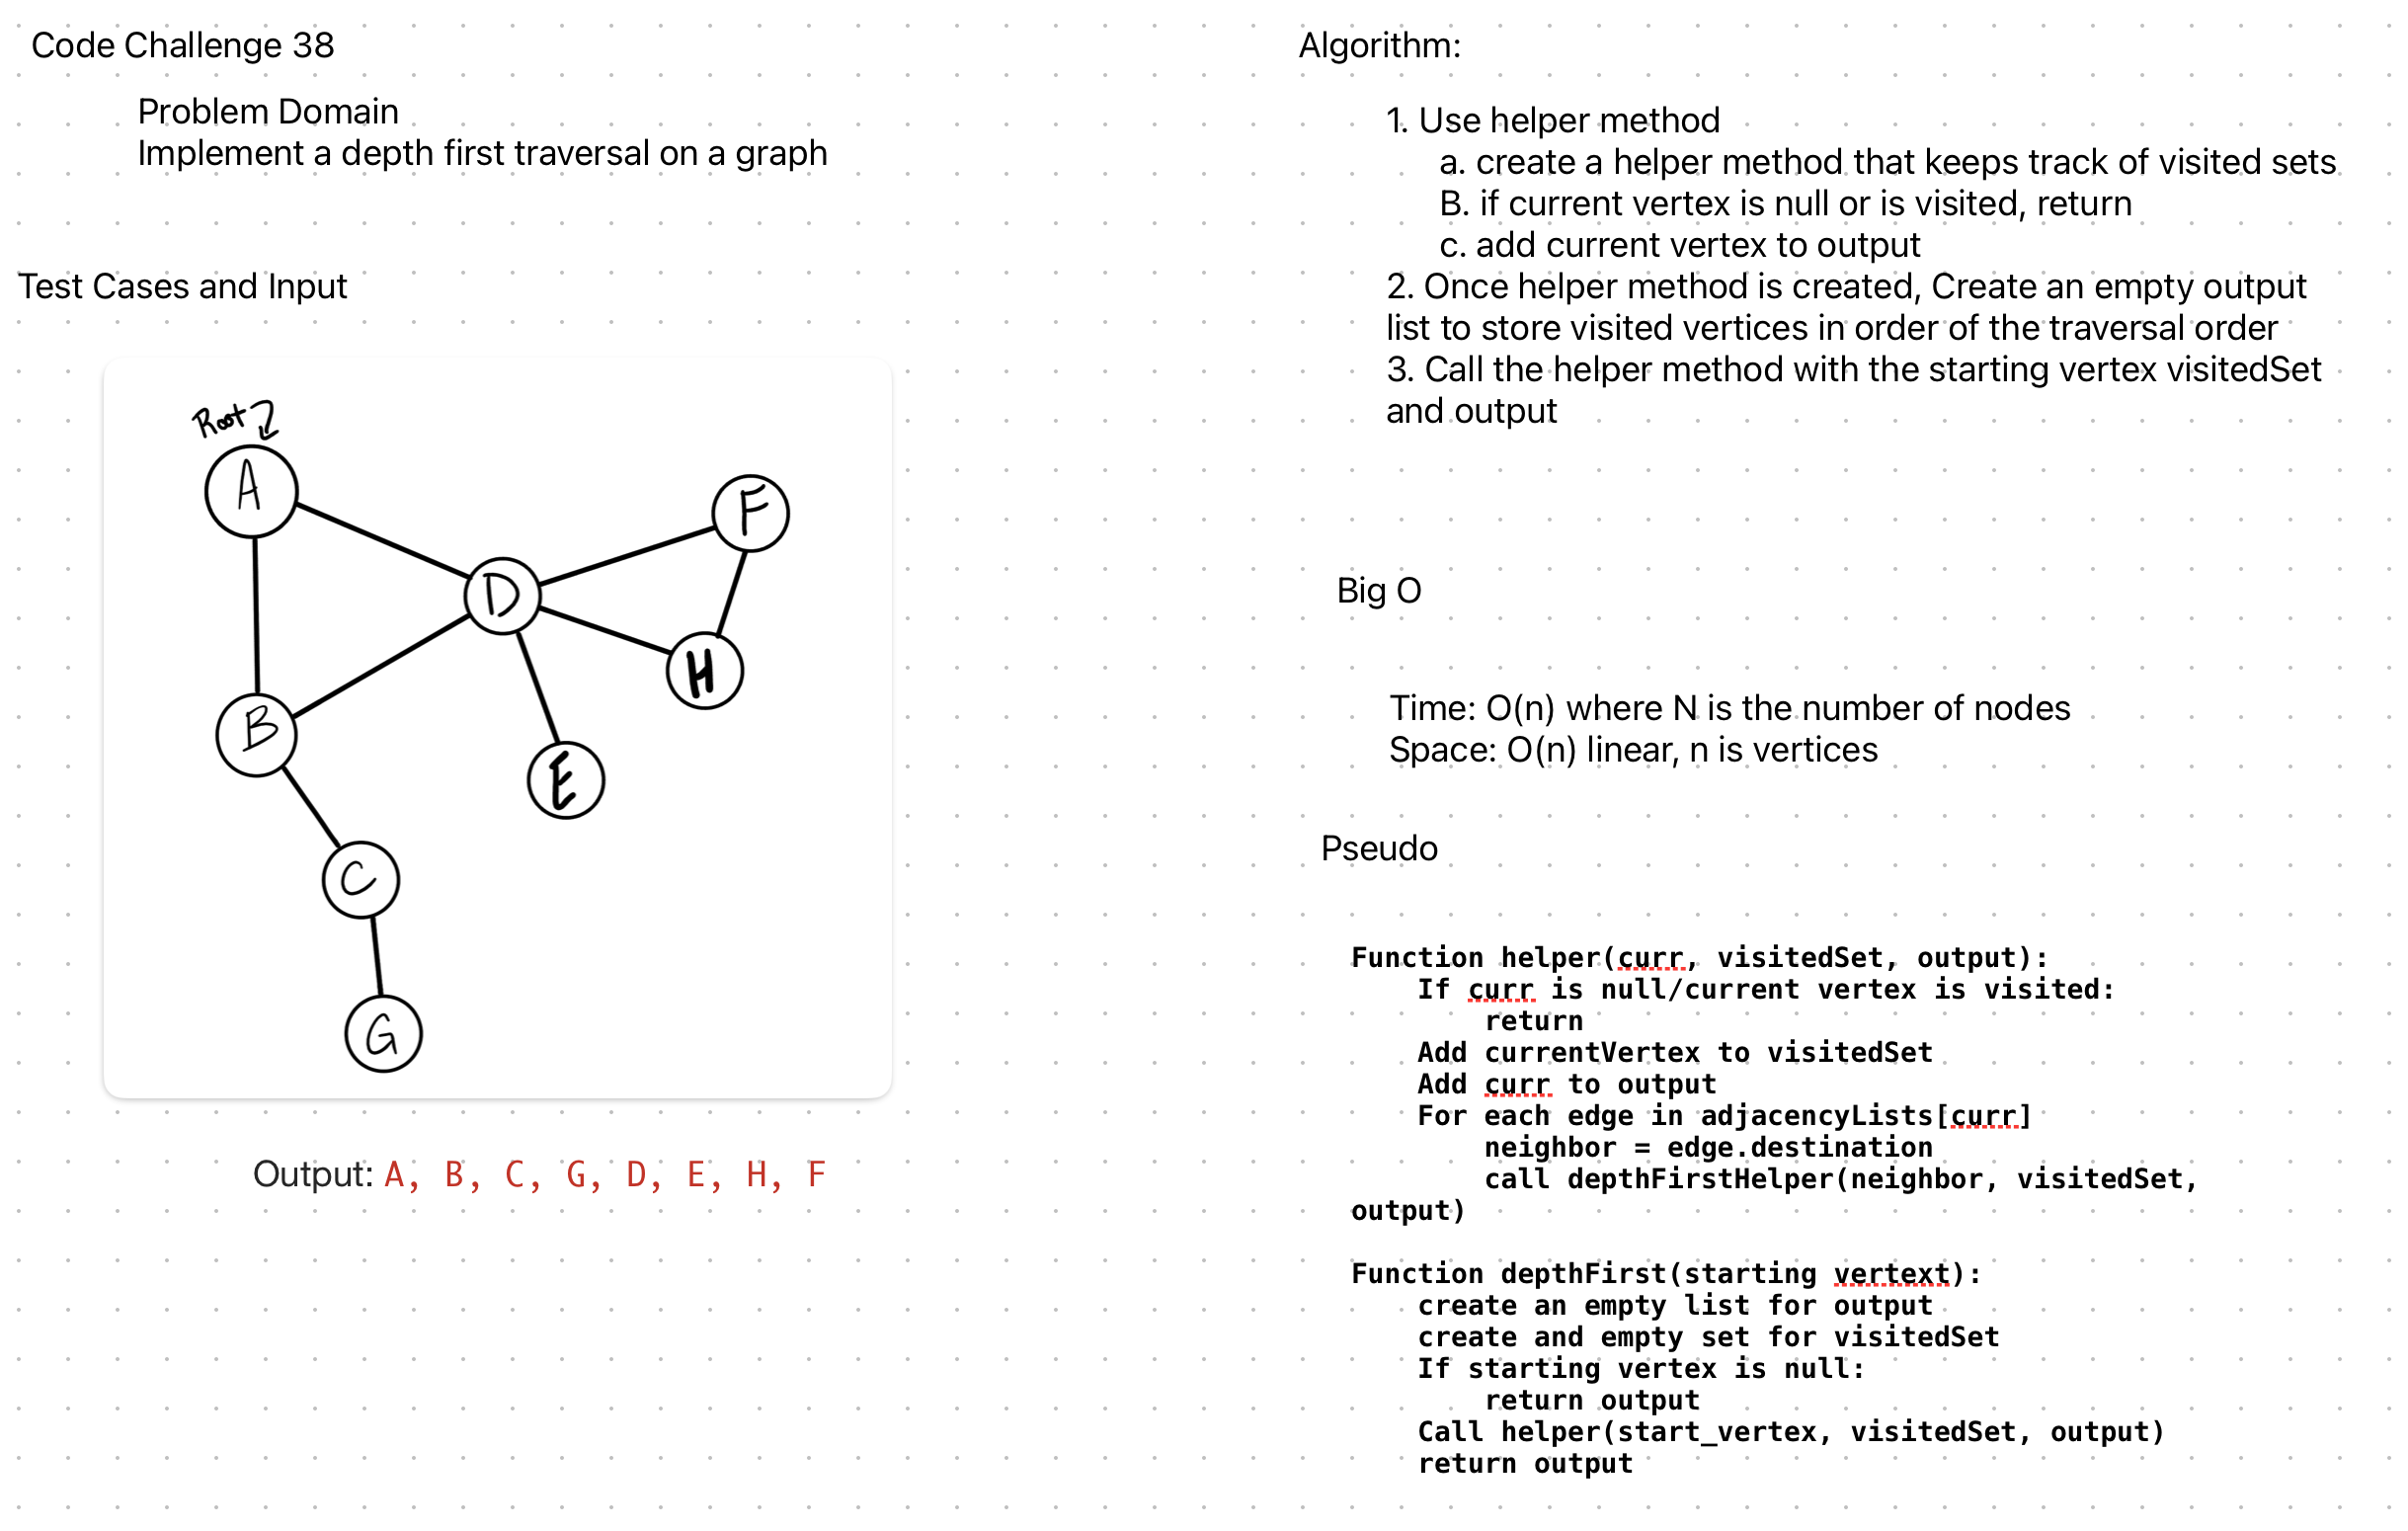 Code Challenge 38
Problem Domain
Implement a depth first traversal on a graph
Test Cases and Input
Root
A
F
D
H
B
E
C
G
Output: A, B, C, G, D, E, H, F
Algorithm:
1. Use helper method
a. create a helper method that keeps track of visited sets
B. if current vertex is null or is visited, return
c. add current vertex to output
2. Once helper method is created, Create an empty output
list to store visited vertices in order of the traversal order
3. Call the helper method with the starting vertex visitedSet
and output
Big O
Time: O(n) where N is the number of nodes
Space: O(n) linear, n is vertices
Pseudo
Function helper(curr, visitedSet, output):
If curr is null/current vertex is visited:
return
Add currentVertex to visitedSet
Add curr to output
For each edge in adjacencyLists[curr]
neighbor = edge.destination
call depthFirstHelper(neighbor, visitedSet,
output)
Function depthFirst(starting vertext):
create an empty list for output
create and empty set for visitedSet
If starting vertex is null:
return output
Call helper(start_vertex, visitedSet, output)
return output